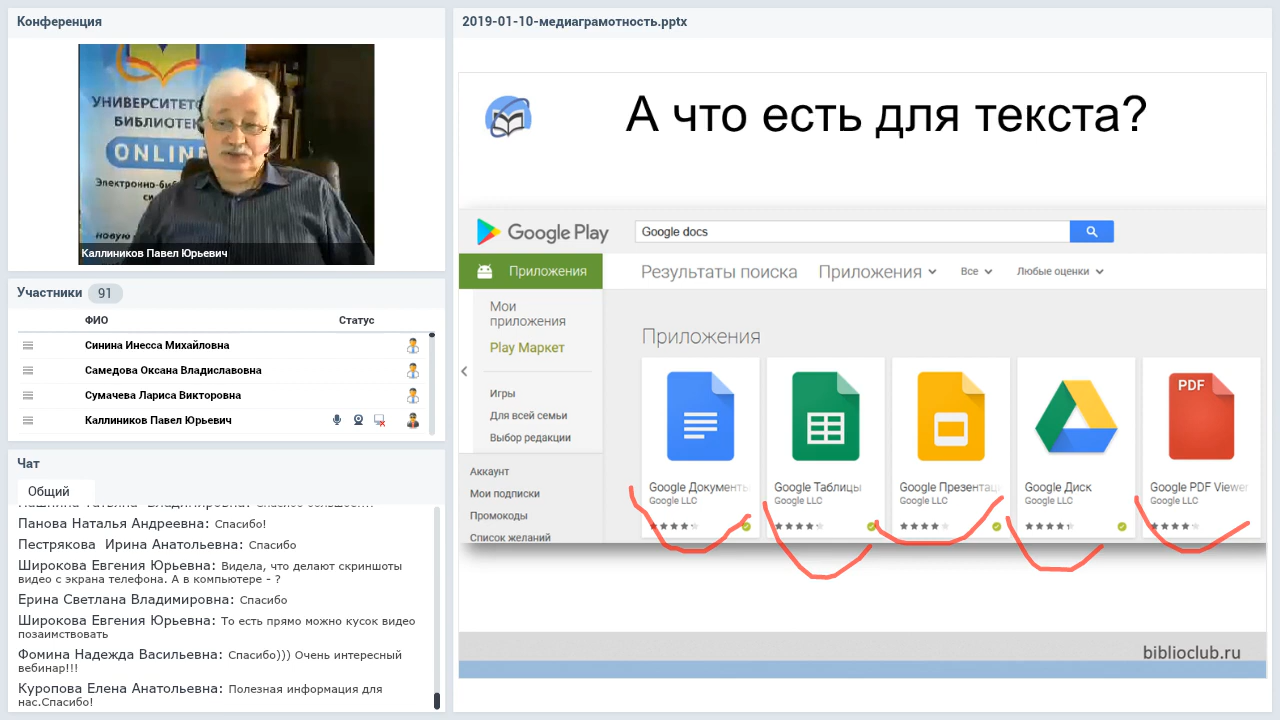 Конференция
УНИВЕРСИТЕТС
БИБЛИОТЕК
ONLINE
Электронно-биб
новую
Каллиников Павел Юрьевич
Участники 91
ФИО Статус
Синина Инесса Михайловна
Самедова Оксана Владиславовна
Сумачева Лариса Викторовна
Каллиников Павел Юрьевич
Чат
Общий
Панова Наталья Андреевна: Спасибо!
Пестрякова Ирина Анатольевна: Спасибо
Широкова Евгения Юрьевна: Видела, что делают скриншоты
видео с экрана телефона. А в компьютере - ?
Ерина Светлана Владимировна: Спасибо
Широкова Евгения Юрьевна: То есть прямо можно кусок видео
позаимствовать
Фомина Надежда Васильевна: Спасибо))) Очень интересный
вебинар!!!
Куропова Елена Анатольевна: Полезная информация для
нас.Спасибо!
2019-01-10-медиаграмотность.pptx
А что есть для текста?
Google Play
Google docs
Приложения
Результаты поиска Приложения Все Любые оценки
Мои
приложения
Play Маркет
Игры
Для всей семьи
Выбор редакции
Аккаунт
Мои подписки
Промокоды
Список желаний
Приложения
PDF
Google Документы Google Таблицы Google Презентац Google Диск Google PDF Viewer
Google LLC Google LLC Google LLC Google LLC Google LLC
biblioclub.ru